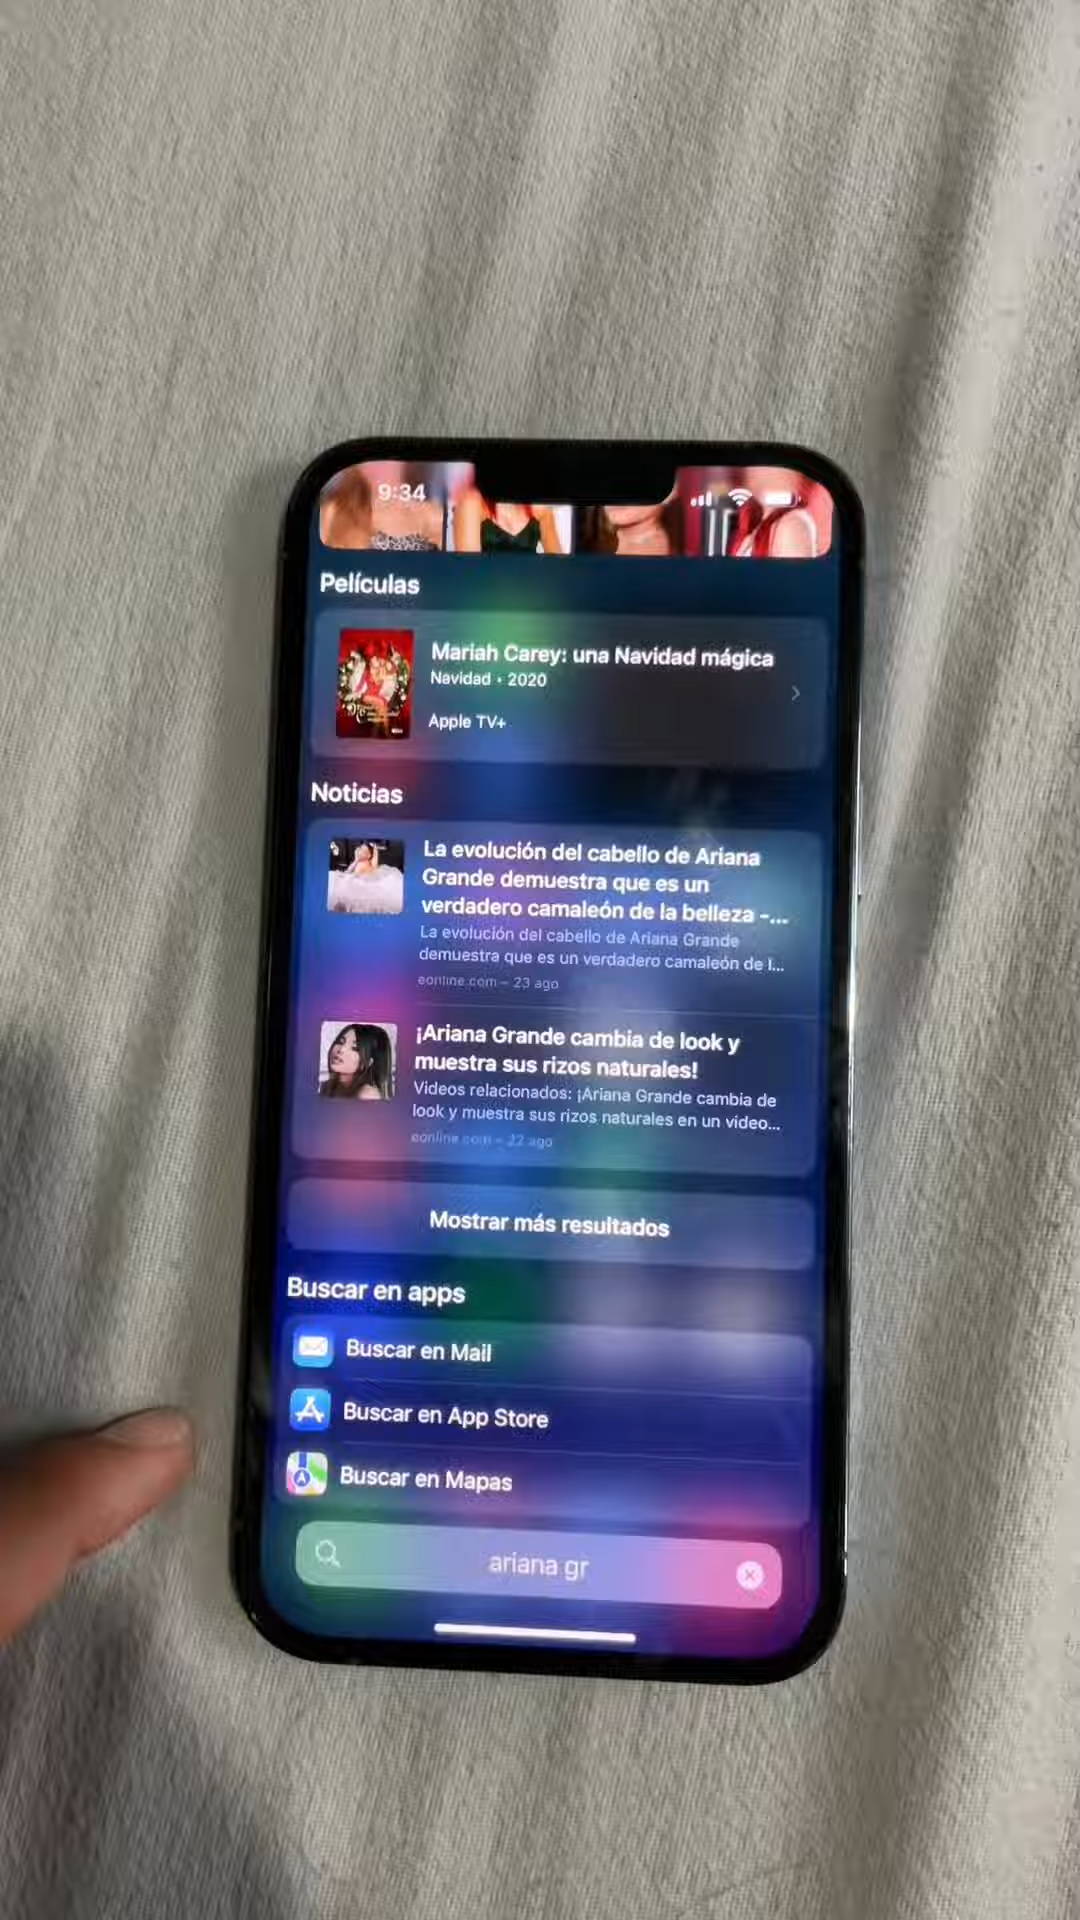 9:34
Películas
Mariah Carey: una Navidad mágica
Navidad • 2020
Apple TV+
Noticias
La evolución del cabello de Ariana
Grande demuestra que es un
verdadero camaleón de la belleza -...
La evolución del cabello de Ariana Grande
demuestra que es un verdadero camaleón de l...
eonline.com – 23 ago
¡Ariana Grande cambia de look y
muestra sus rizos naturales!
Videos relacionados: ¡Ariana Grande cambia de
look y muestra sus rizos naturales en un video...
eonline.com – 22 ago
Mostrar más resultados
Buscar en apps
Buscar en Mail
Buscar en App Store
Buscar en Mapas
ariana gr